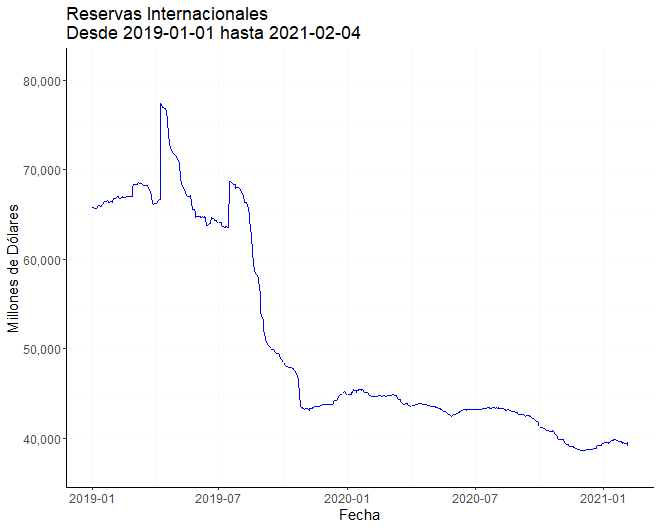 Reservas Internacionales
Desde 2019-01-01 hasta 2021-02-04
80,000
70,000
60,000
50,000
40,000
Millones de Dólares
2019-01
2019-07
2020-01
2020-07
2021-01
Fecha